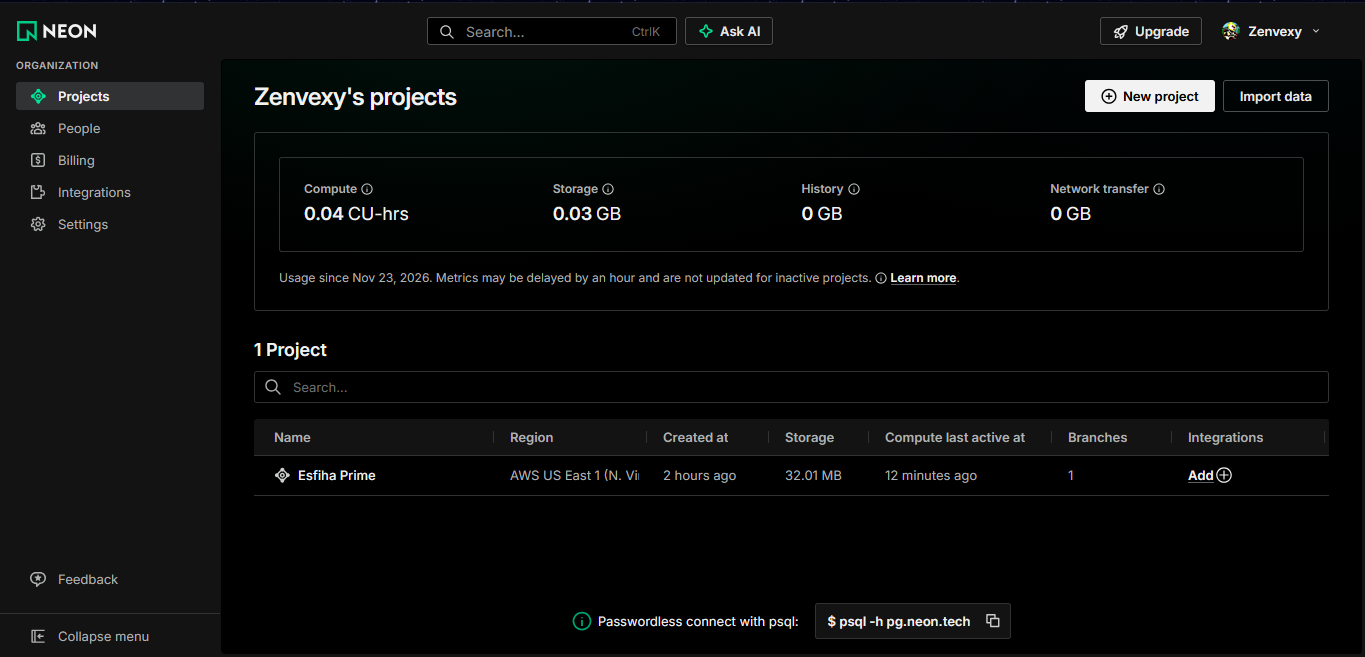 NEON
Search... CtrlK
Ask AI
Upgrade
Zenvexy
ORGANIZATION
Projects
People
Billing
Integrations
Settings
Feedback
Collapse menu
Zenvexy's projects
New project
Import data
Compute Storage History Network transfer
0.04 CU-hrs 0.03 GB 0 GB 0 GB
Usage since Nov 23, 2026. Metrics may be delayed by an hour and are not updated for inactive projects. Learn more.
1 Project
Search...
Name Region Created at Storage Compute last active at Branches Integrations
Esfiha Prime AWS US East 1 (N. Vi 2 hours ago 32.01 MB 12 minutes ago 1 Add
Passwordless connect with psql: $ psql -h pg.neon.tech